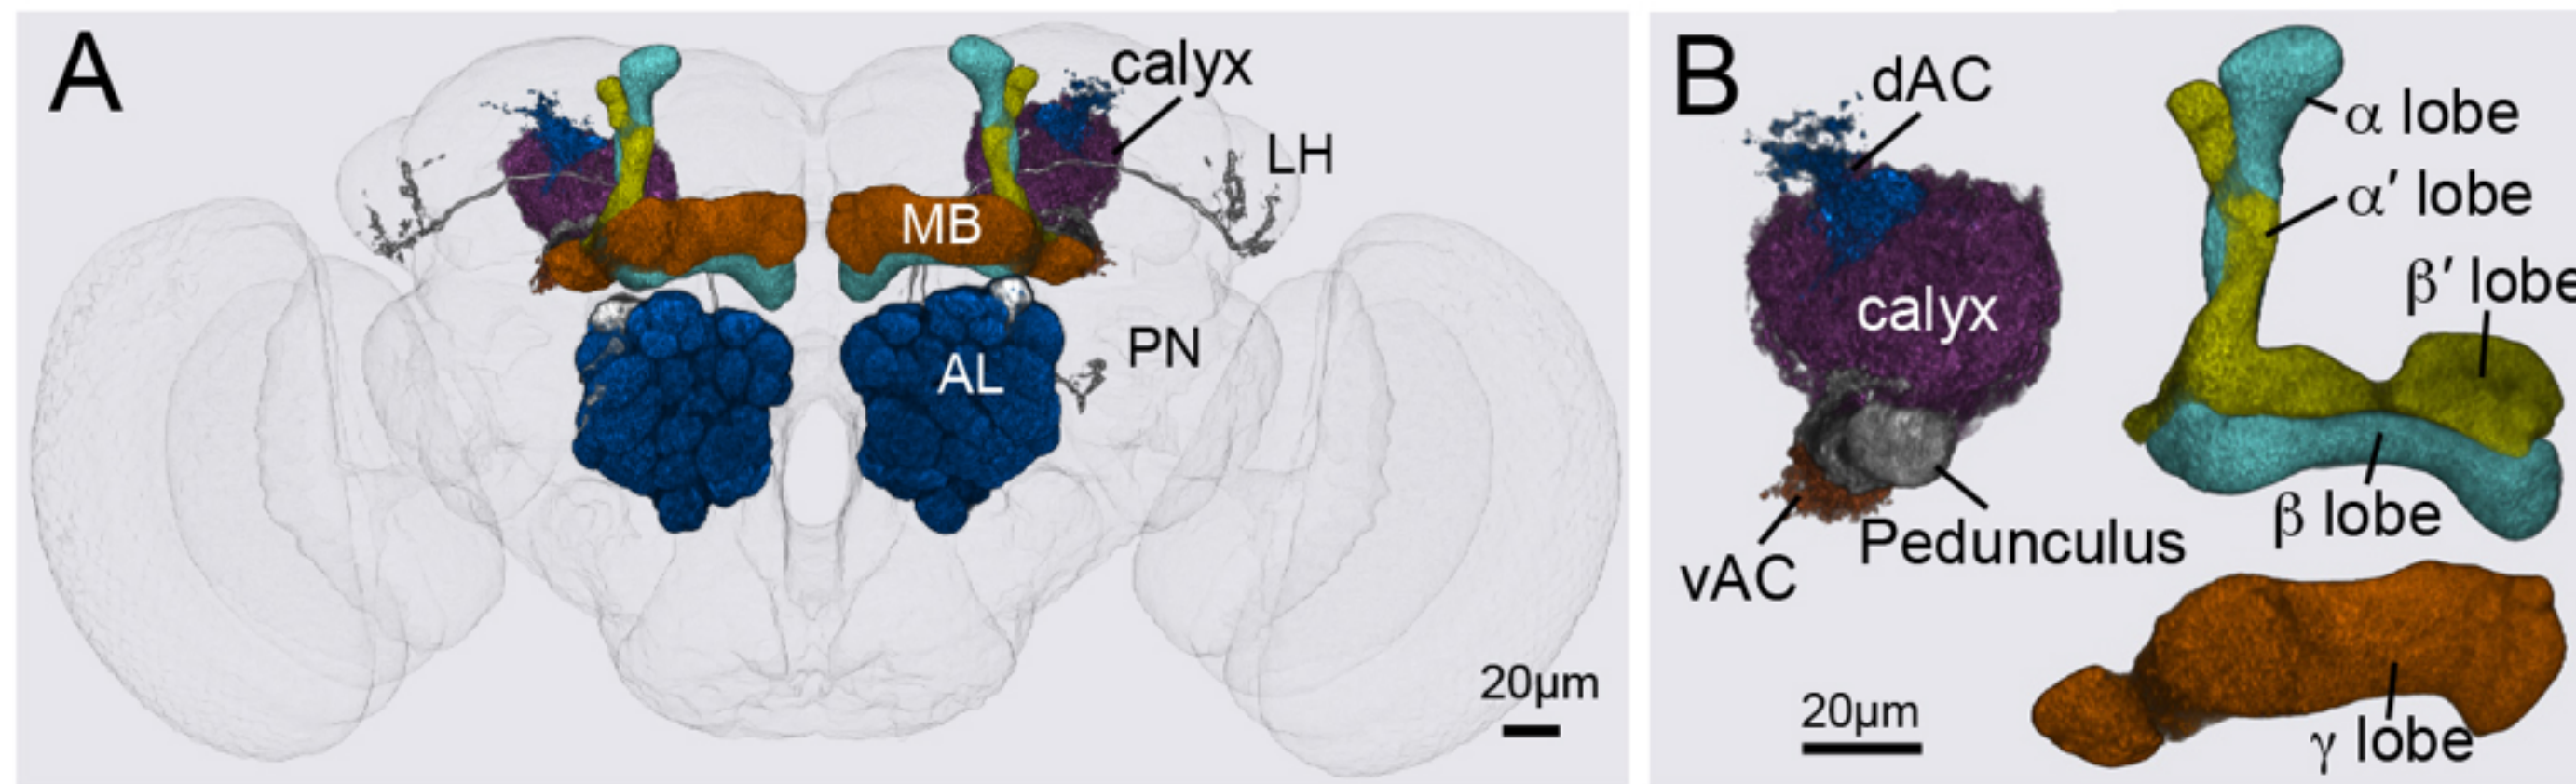 A
calyx
LH
MB
PN
AL
20µm
B
dAC
α lobe
α′ lobe
β′ lobe
calyx
β lobe
Pedunculus
vAC
20µm
γ lobe